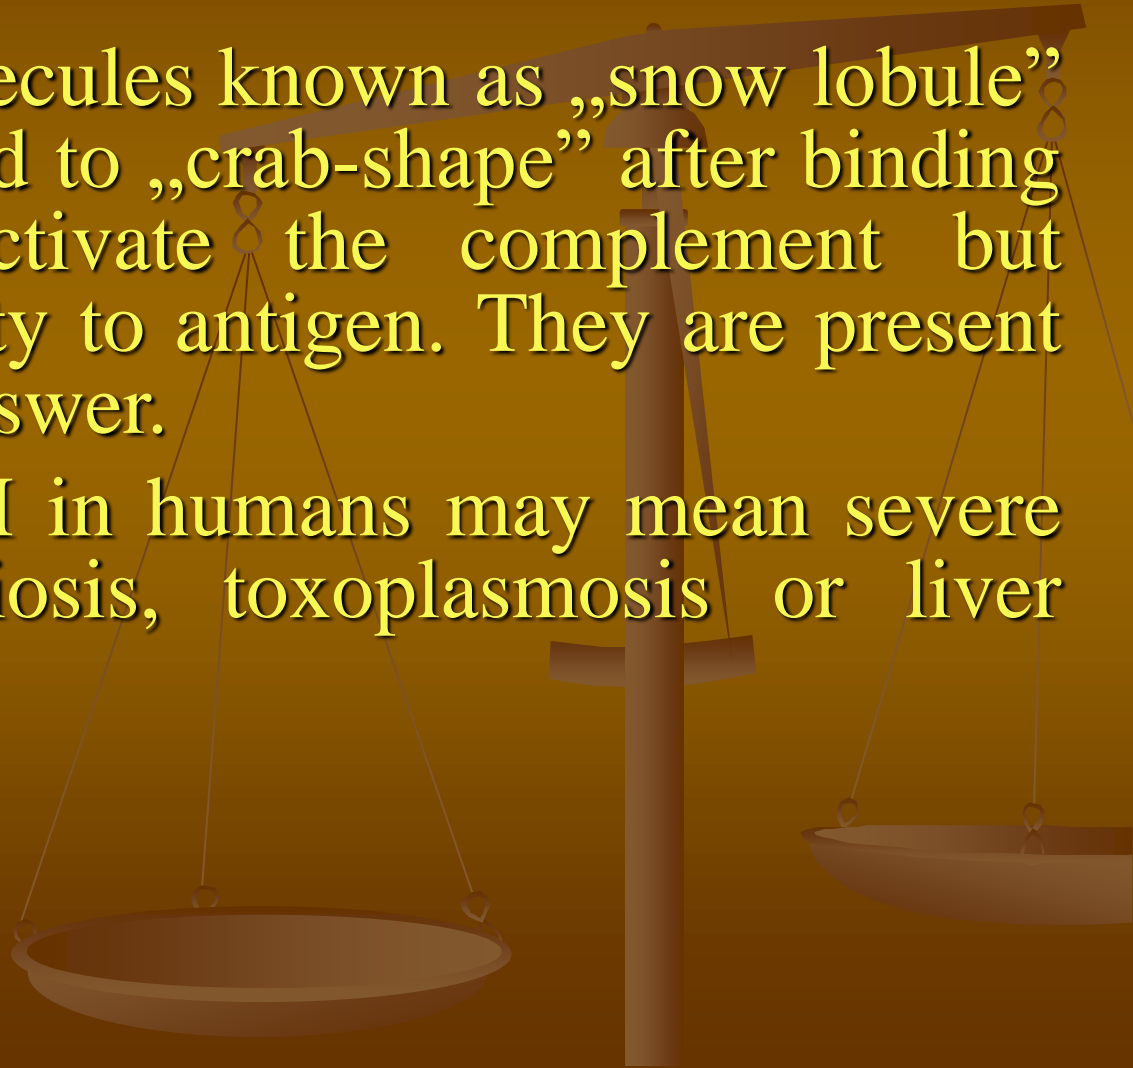 ecules known as „snow lobule”
d to „crab-shape” after binding
ctivate the complement but
ty to antigen. They are present
swer.
I in humans may mean severe
iosis, toxoplasmosis or liver